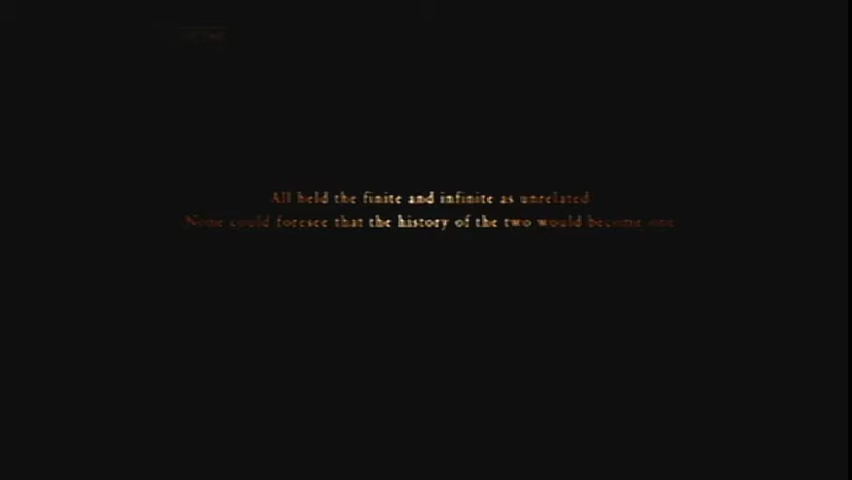 All held the finite and infinite as unrelated
None could foresee that the history of the two would become one